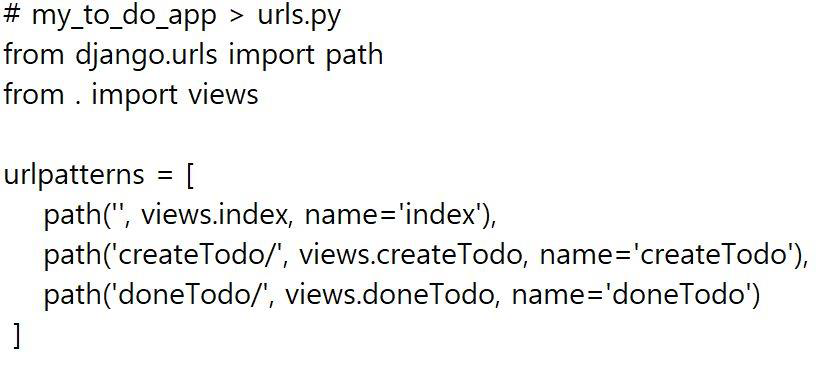 # my_to_do_app > urls.py
from django.urls import path
from . import views
urlpatterns = [
path('', views.index, name='index'),
path('createTodo/', views.createTodo, name='createTodo'),
path('doneTodo/', views.doneTodo, name='doneTodo')
]